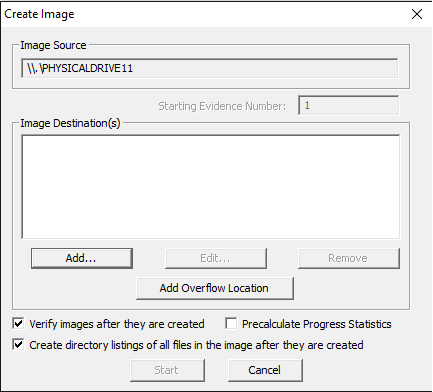 Create Image
Image Source
\\.\PHYSICALDRIVE11
Starting Evidence Number: 1
Image Destination(s)
Add... Edit... Remove
Add Overflow Location
Verify images after they are created Precalculate Progress Statistics
Create directory listings of all files in the image after they are created
Start Cancel